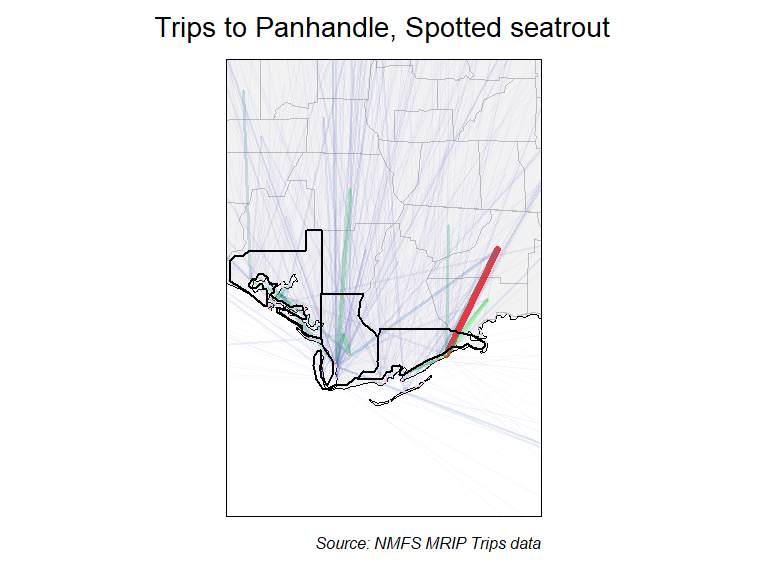 Trips to Panhandle, Spotted seatrout
Source: NMFS MRIP Trips data